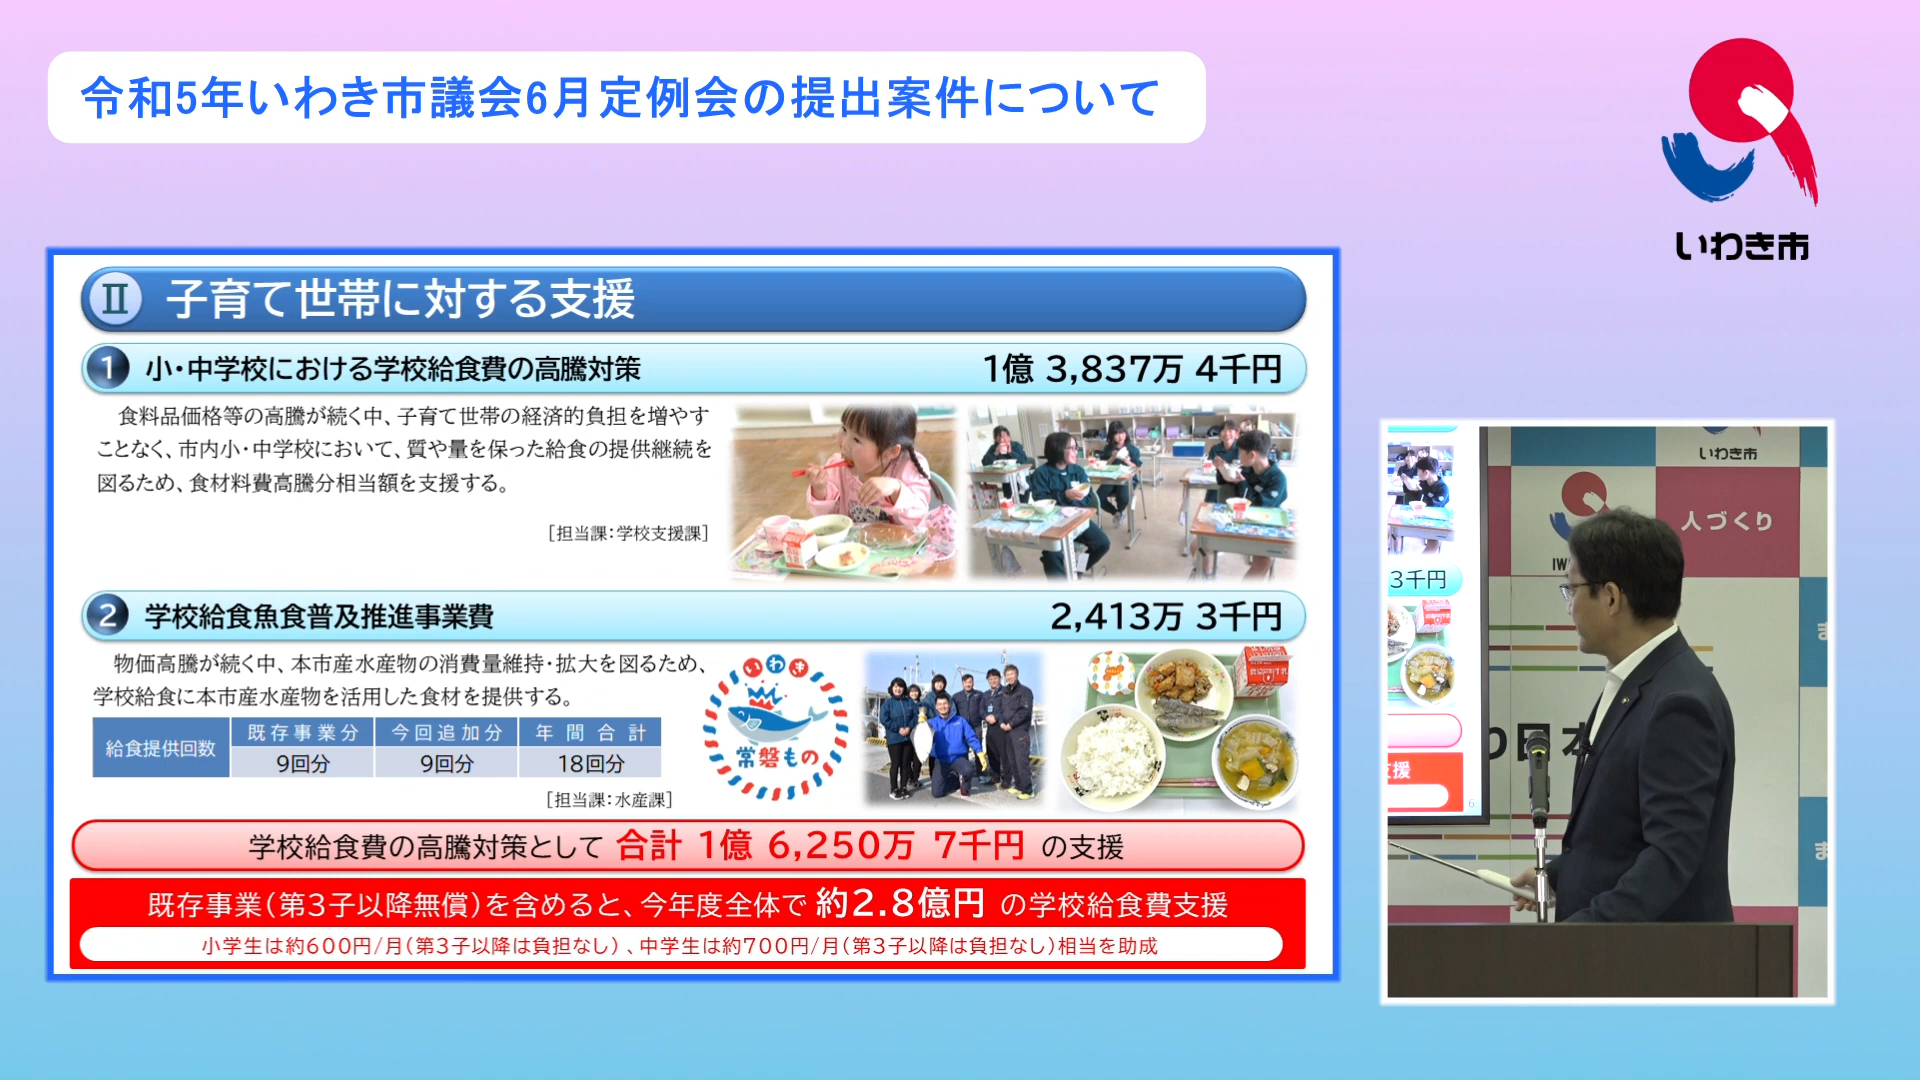 令和5年いわき市議会6月定例会の提出案件について
いわき市
Ⅱ 子育て世帯に対する支援
1 小・中学校における学校給食費の高騰対策 1億 3,837万 4千円
食料品価格等の高騰が続く中、子育て世帯の経済的負担を増やす
ことなく、市内小・中学校において、質や量を保った給食の提供継続を
図るため、食材料費高騰分相当額を支援する。
［担当課：学校支援課］
2 学校給食魚食普及推進事業費 2,413万 3千円
物価高騰が続く中、本市産水産物の消費量維持・拡大を図るため、
学校給食に本市産水産物を活用した食材を提供する。
給食提供回数 既存事業分 今回追加分 年間合計
9回分 9回分 18回分
［担当課：水産課］
いわき
常磐もの
学校給食費の高騰対策として 合計 1億 6,250万 7千円 の支援
既存事業（第3子以降無償）を含めると、今年度全体で 約2.8億円 の学校給食費支援
小学生は約600円/月（第3子以降は負担なし）、中学生は約700円/月（第3子以降は負担なし）相当を助成
いわき市
人づくり
IW
3千円
日本
支援
6
ま
ま